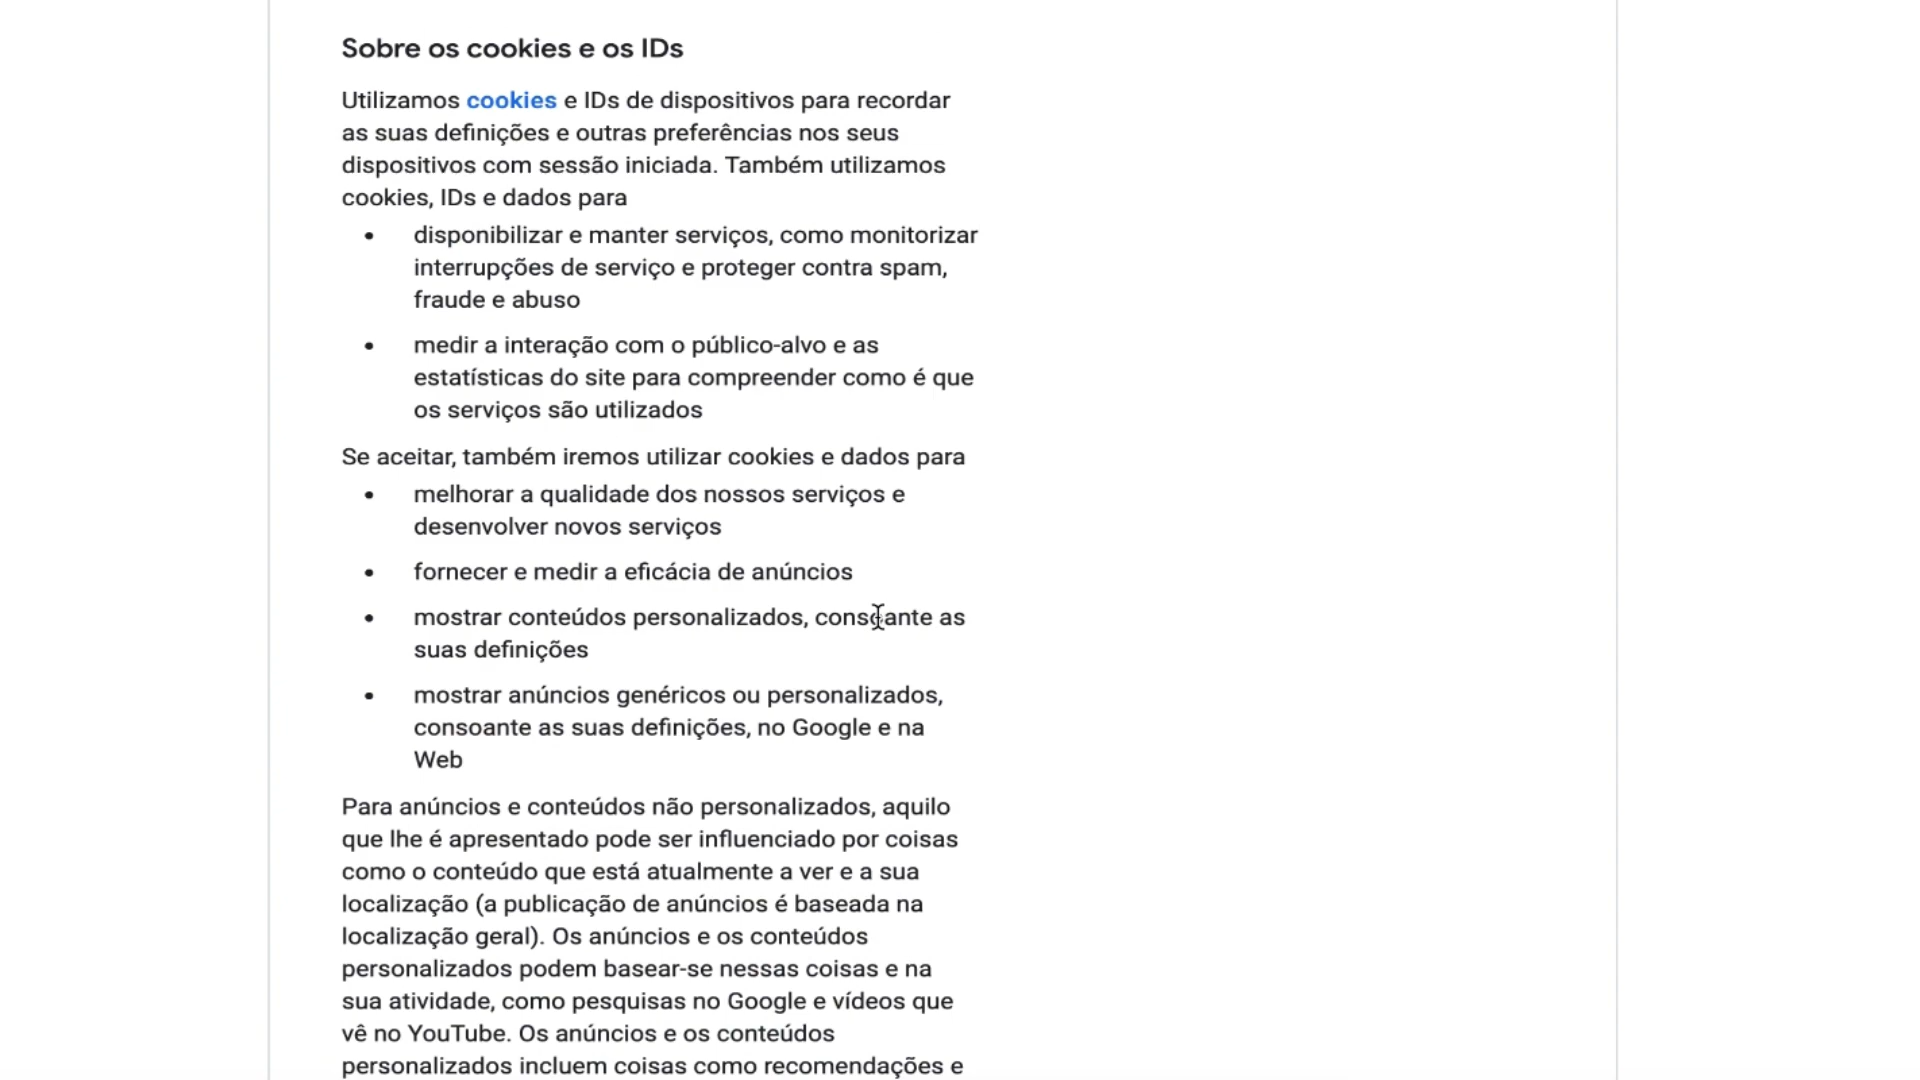 Sobre os cookies e os IDs
Utilizamos cookies e IDs de dispositivos para recordar
as suas definições e outras preferências nos seus
dispositivos com sessão iniciada. Também utilizamos
cookies, IDs e dados para
• disponibilizar e manter serviços, como monitorizar
interrupções de serviço e proteger contra spam,
fraude e abuso
• medir a interação com o público-alvo e as
estatísticas do site para compreender como é que
os serviços são utilizados
Se aceitar, também iremos utilizar cookies e dados para
• melhorar a qualidade dos nossos serviços e
desenvolver novos serviços
• fornecer e medir a eficácia de anúncios
• mostrar conteúdos personalizados, consoante as
suas definições
• mostrar anúncios genéricos ou personalizados,
consoante as suas definições, no Google e na
Web
Para anúncios e conteúdos não personalizados, aquilo
que lhe é apresentado pode ser influenciado por coisas
como o conteúdo que está atualmente a ver e a sua
localização (a publicação de anúncios é baseada na
localização geral). Os anúncios e os conteúdos
personalizados podem basear-se nessas coisas e na
sua atividade, como pesquisas no Google e vídeos que
vê no YouTube. Os anúncios e os conteúdos
personalizados incluem coisas como recomendações e